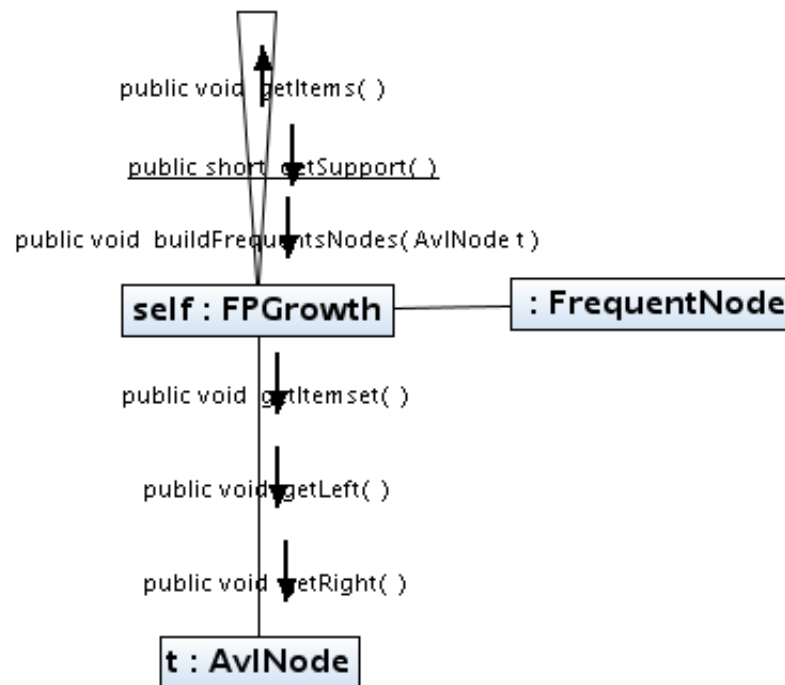 public void getItems( )
public short getSupport( )
public void buildFrequentsNodes(AvlNode t)
self : FPGrowth
: FrequentNode
public void getItemset( )
public void getLeft( )
public void getRight( )
t : AvlNode